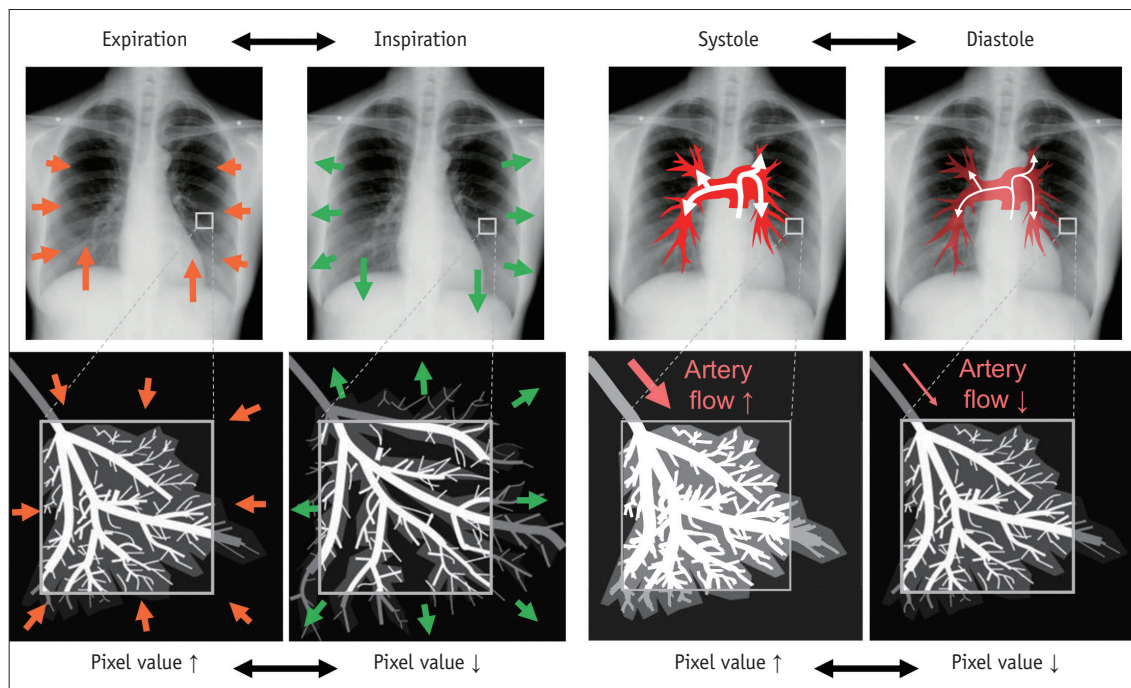 Expiration
Inspiration
Systole
Diastole
Artery
flow ↑
Artery
flow ↓
Pixel value ↑
Pixel value ↓
Pixel value ↑
Pixel value ↓